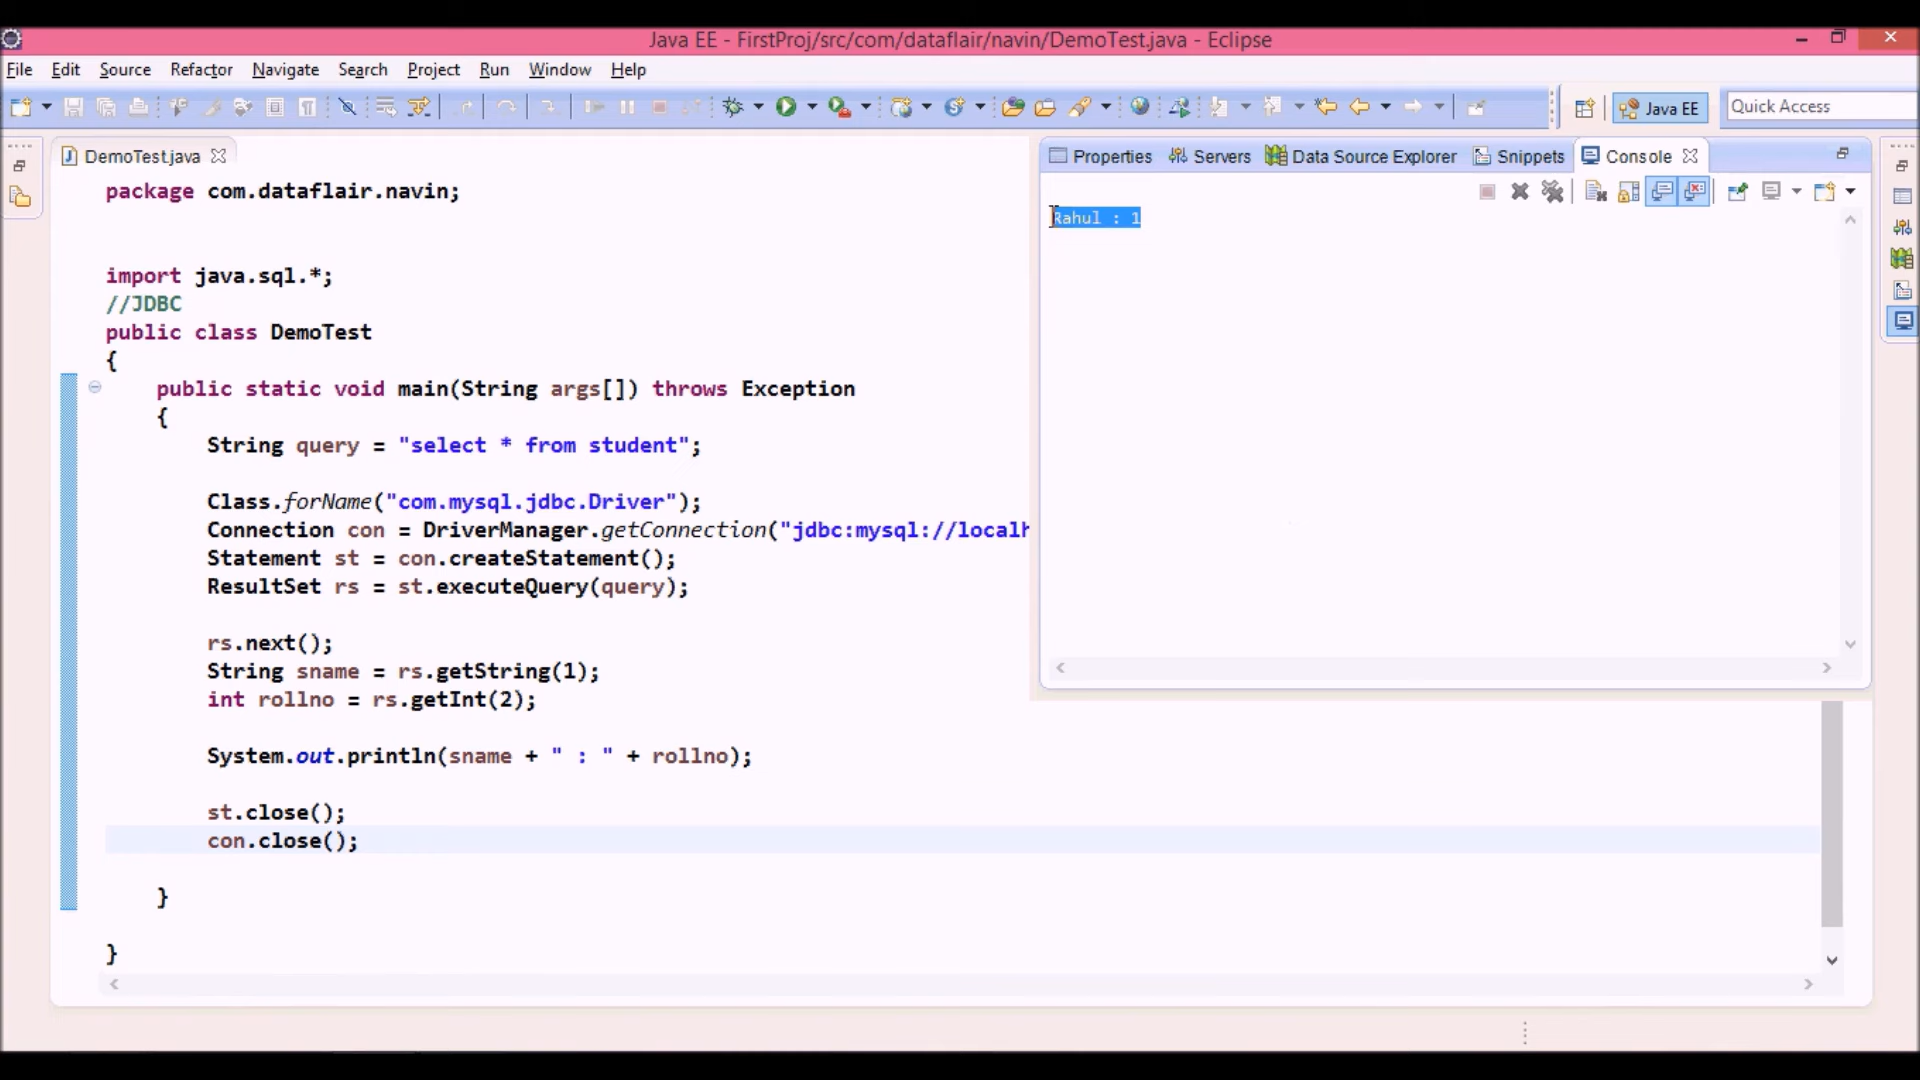 Java EE - FirstProj/src/com/dataflair/navin/DemoTest.java - Eclipse
File Edit Source Refactor Navigate Search Project Run Window Help
Java EE
Quick Access
DemoTest.java
package com.dataflair.navin;
import java.sql.*;
//JDBC
public class DemoTest
{
public static void main(String args[]) throws Exception
{
String query = "select * from student";
Class.forName("com.mysql.jdbc.Driver");
Connection con = DriverManager.getConnection("jdbc:mysql://localh
Statement st = con.createStatement();
ResultSet rs = st.executeQuery(query);
rs.next();
String sname = rs.getString(1);
int rollno = rs.getInt(2);
System.out.println(sname + " : " + rollno);
st.close();
con.close();
}
}
Properties Servers Data Source Explorer Snippets Console
Rahul : 1